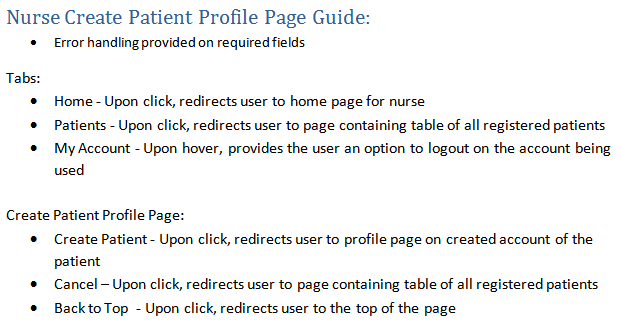 Nurse Create Patient Profile Page Guide:
• Error handling provided on required fields
Tabs:
• Home - Upon click, redirects user to home page for nurse
• Patients - Upon click, redirects user to page containing table of all registered patients
• My Account - Upon hover, provides the user an option to logout on the account being
used
Create Patient Profile Page:
• Create Patient - Upon click, redirects user to profile page on created account of the
patient
• Cancel – Upon click, redirects user to page containing table of all registered patients
• Back to Top - Upon click, redirects user to the top of the page